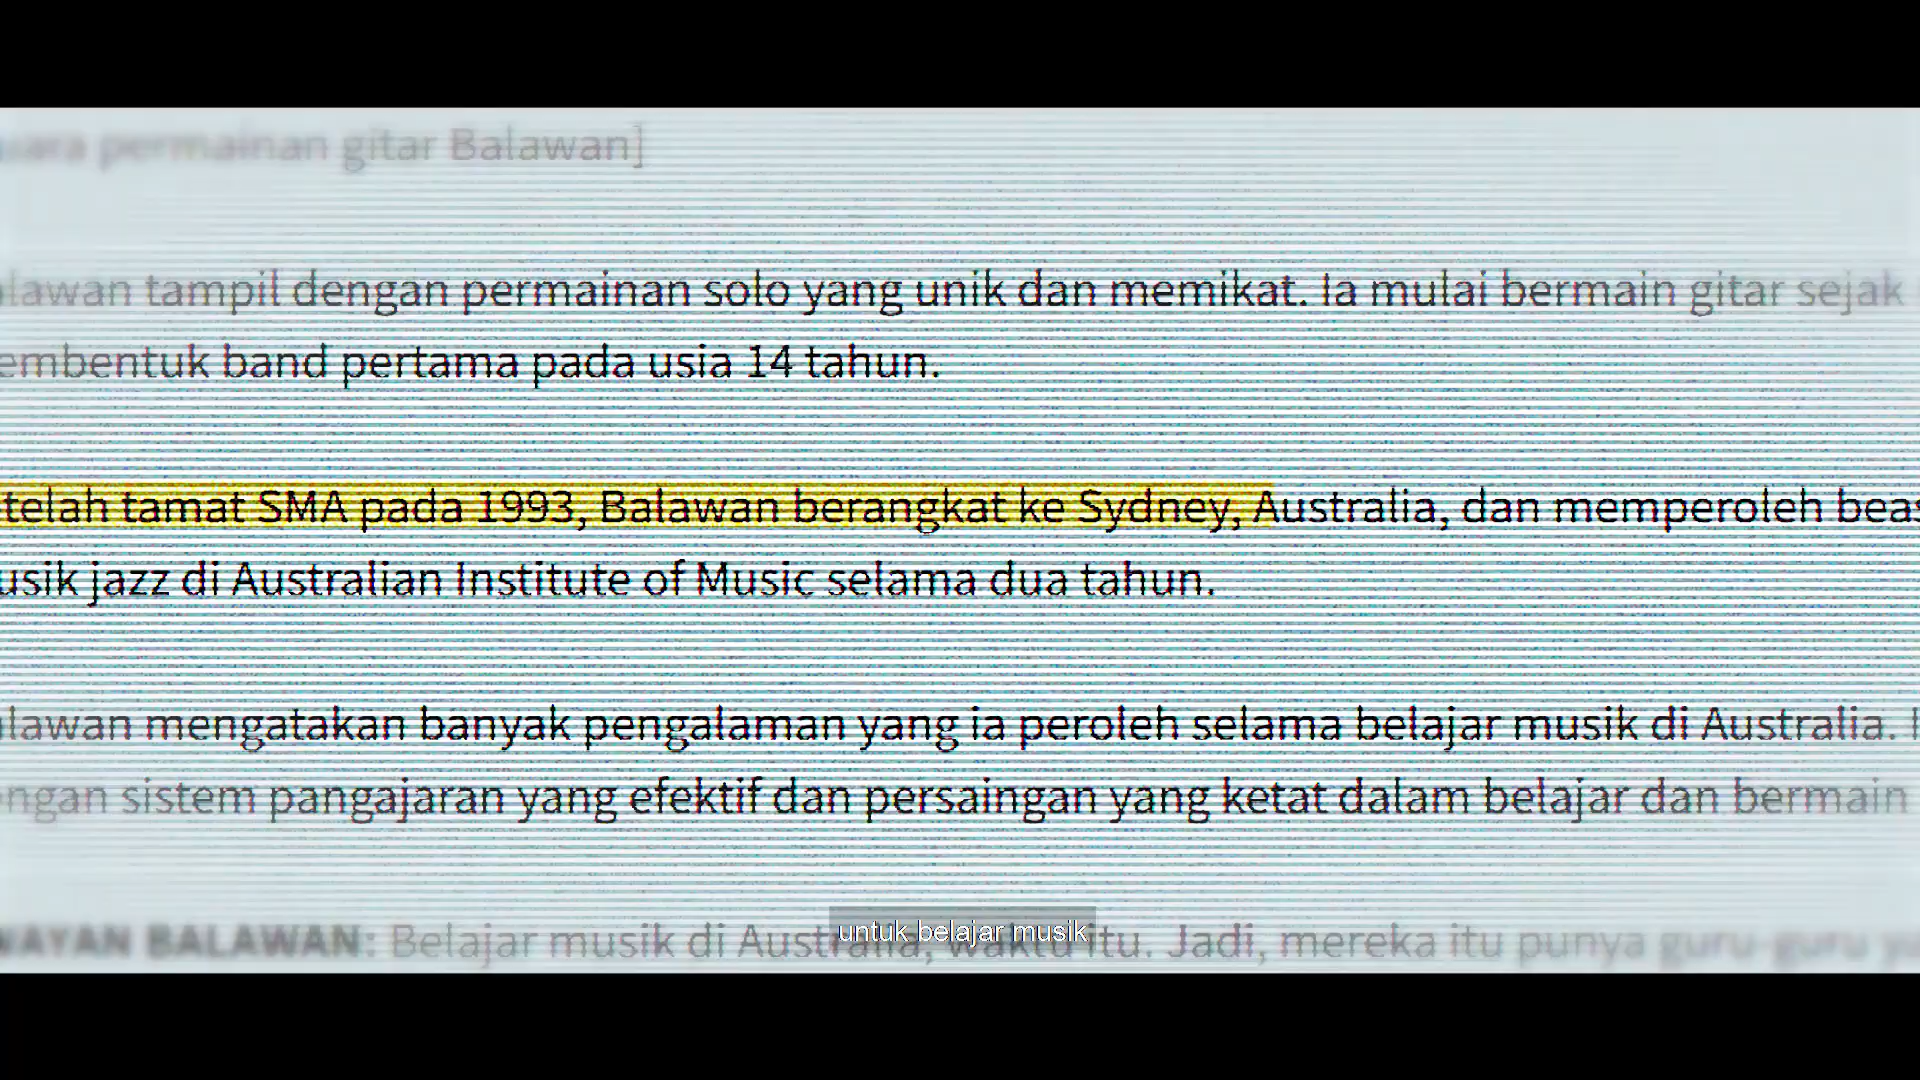 permainan gitar Balawan]
lawan tampil dengan permainan solo yang unik dan memikat. Ia mulai bermain gitar sejak
embentuk band pertama pada usia 14 tahun.
telah tamat SMA pada 1993, Balawan berangkat ke Sydney, Australia, dan memperoleh beas
usik jazz di Australian Institute of Music selama dua tahun.
lawan mengatakan banyak pengalaman yang ia peroleh selama belajar musik di Australia.
ngan sistem pangajaran yang efektif dan persaingan yang ketat dalam belajar dan bermain
WAYAN BALAWAN: Belajar musik di Australia, waktu itu. Jadi, mereka itu punya guru-guru
untuk belajar musik